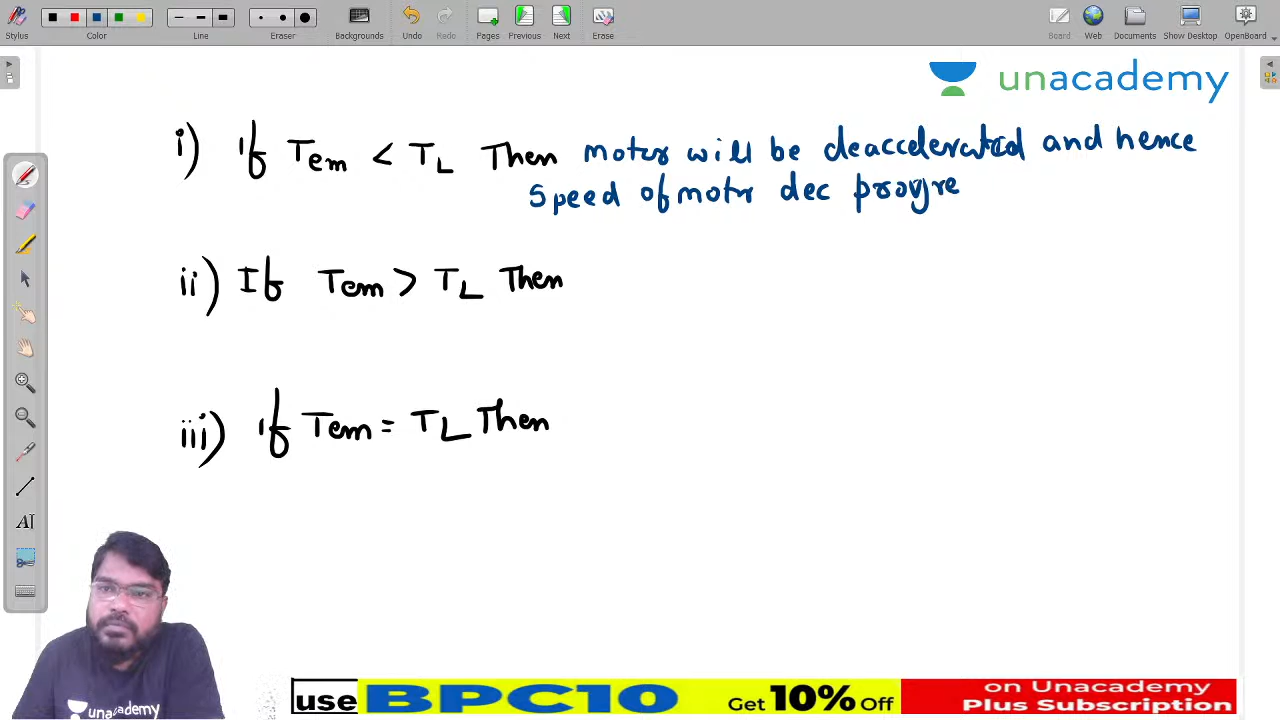 Stylus
Color
Line
Eraser
Backgrounds
Undo
Redo
Pages
Previous
Next
Erase
Board
Web
Documents
Show Desktop
OpenBoard
unacademy
i) If Tem < TL Then motor will be deaccelerated and hence
Speed of motor dec progre
ii) If Tem > TL Then
iii) if Tem = TL Then
unacademy
use BPC10 Get 10% Off
on Unacademy
Plus Subscription